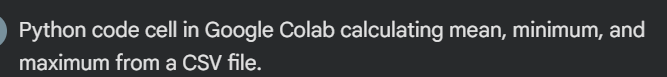 Python code cell in Google Colab calculating mean, minimum, and
maximum from a CSV file.